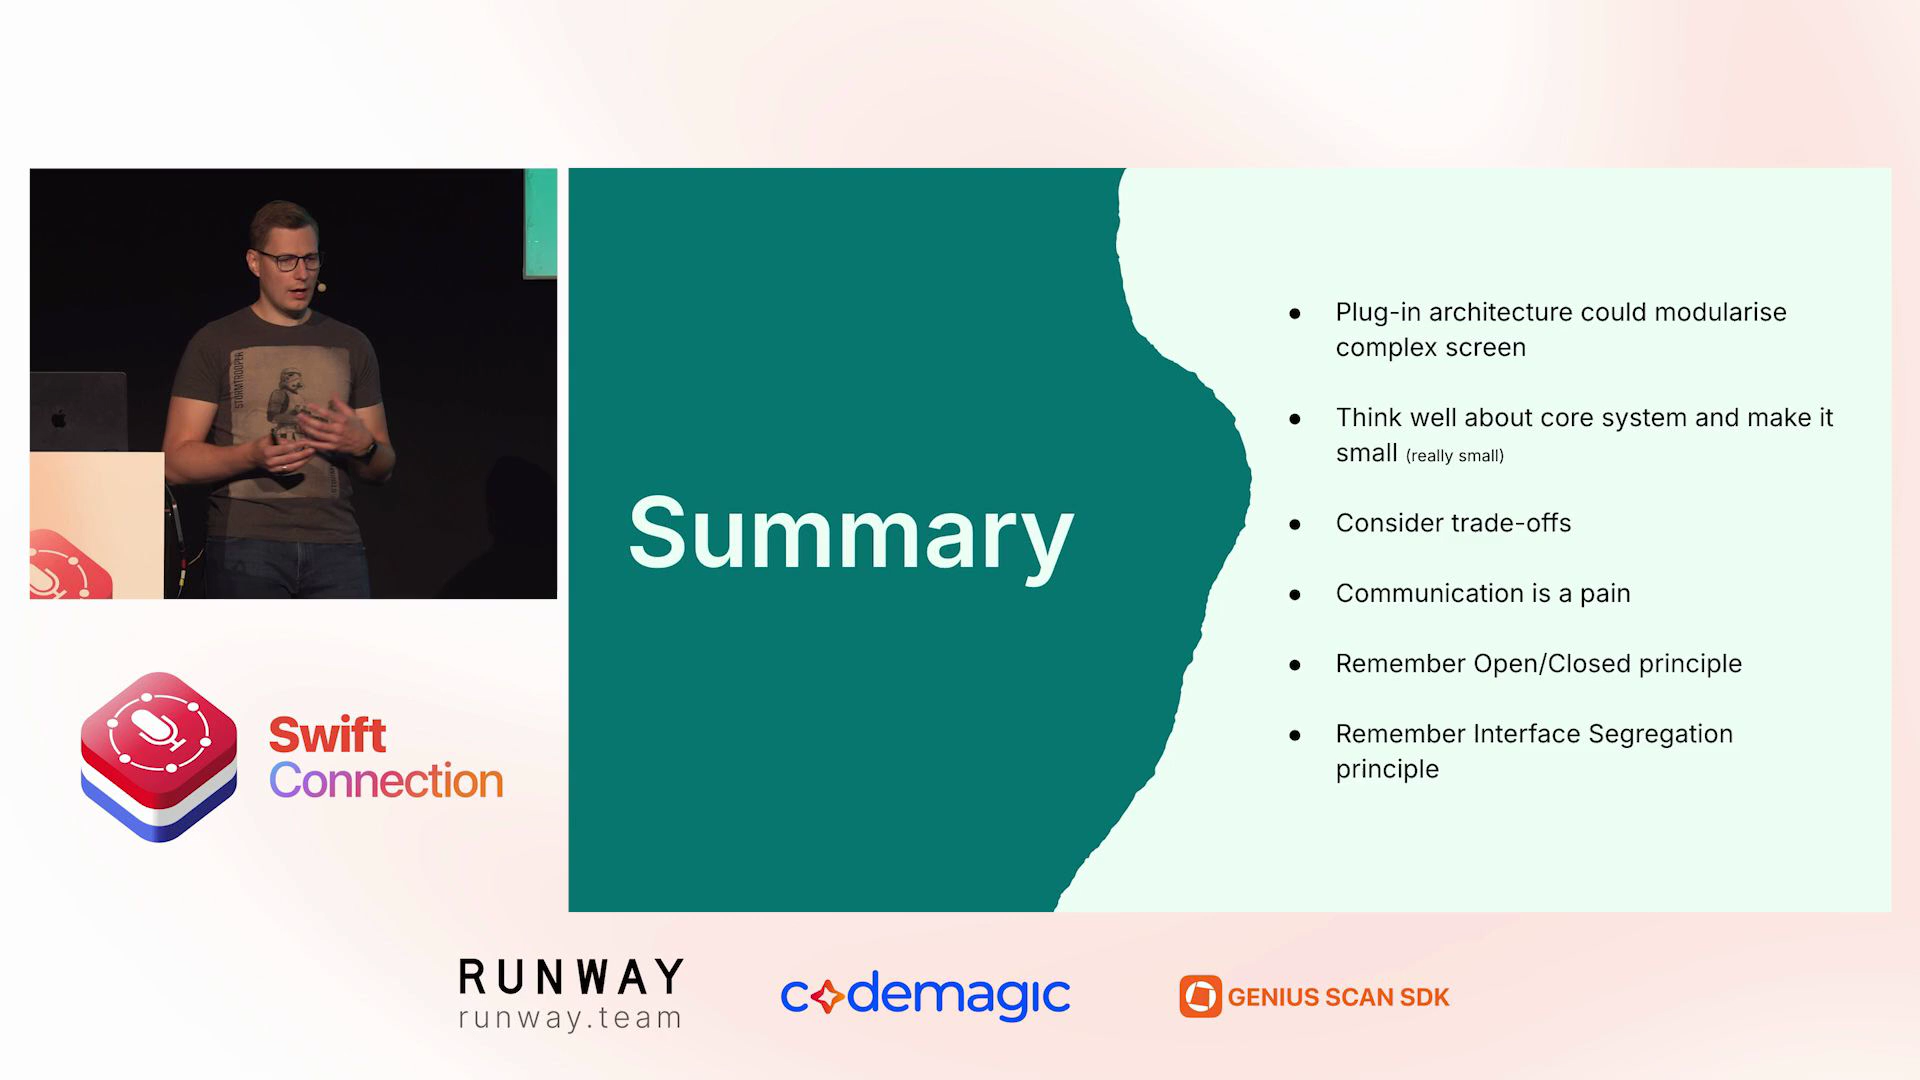 STORMTROOPER
Swift
Connection
Summary
● Plug-in architecture could modularise
complex screen
● Think well about core system and make it
small (really small)
● Consider trade-offs
● Communication is a pain
● Remember Open/Closed principle
● Remember Interface Segregation
principle
RUNWAY
runway.team
codemagic
GENIUS SCAN SDK